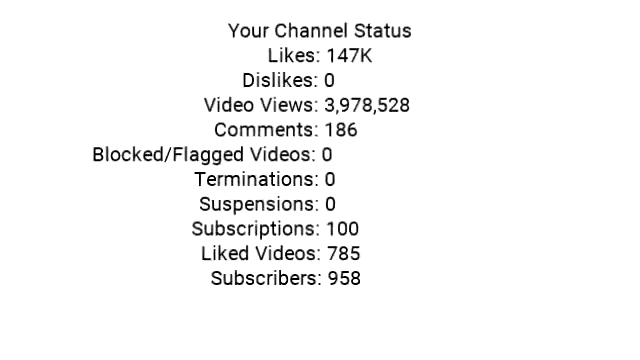 Your Channel Status
Likes: 147K
Dislikes: 0
Video Views: 3,978,528
Comments: 186
Blocked/Flagged Videos: 0
Terminations: 0
Suspensions: 0
Subscriptions: 100
Liked Videos: 785
Subscribers: 958